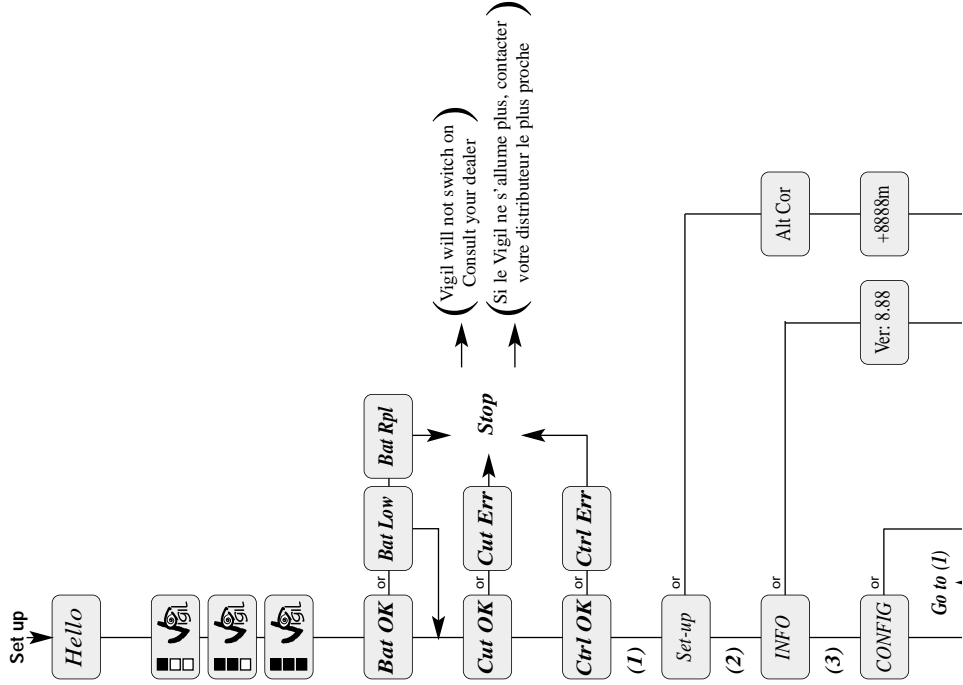 Set up
Hello
Vigil
Vigil
Vigil
Bat OK
or
Bat Low
Bat Rpl
Cut OK
or
Cut Err
Stop
Vigil will not switch on
Consult your dealer
Si le Vigil ne s'allume plus, contacter
votre distributeur le plus proche
Ctrl OK
or
Ctrl Err
(1)
Set-up
or
(2)
Alt Cor
INFO
or
(3)
Ver: 8.88
+8888m
CONFIG
or
Go to (1)